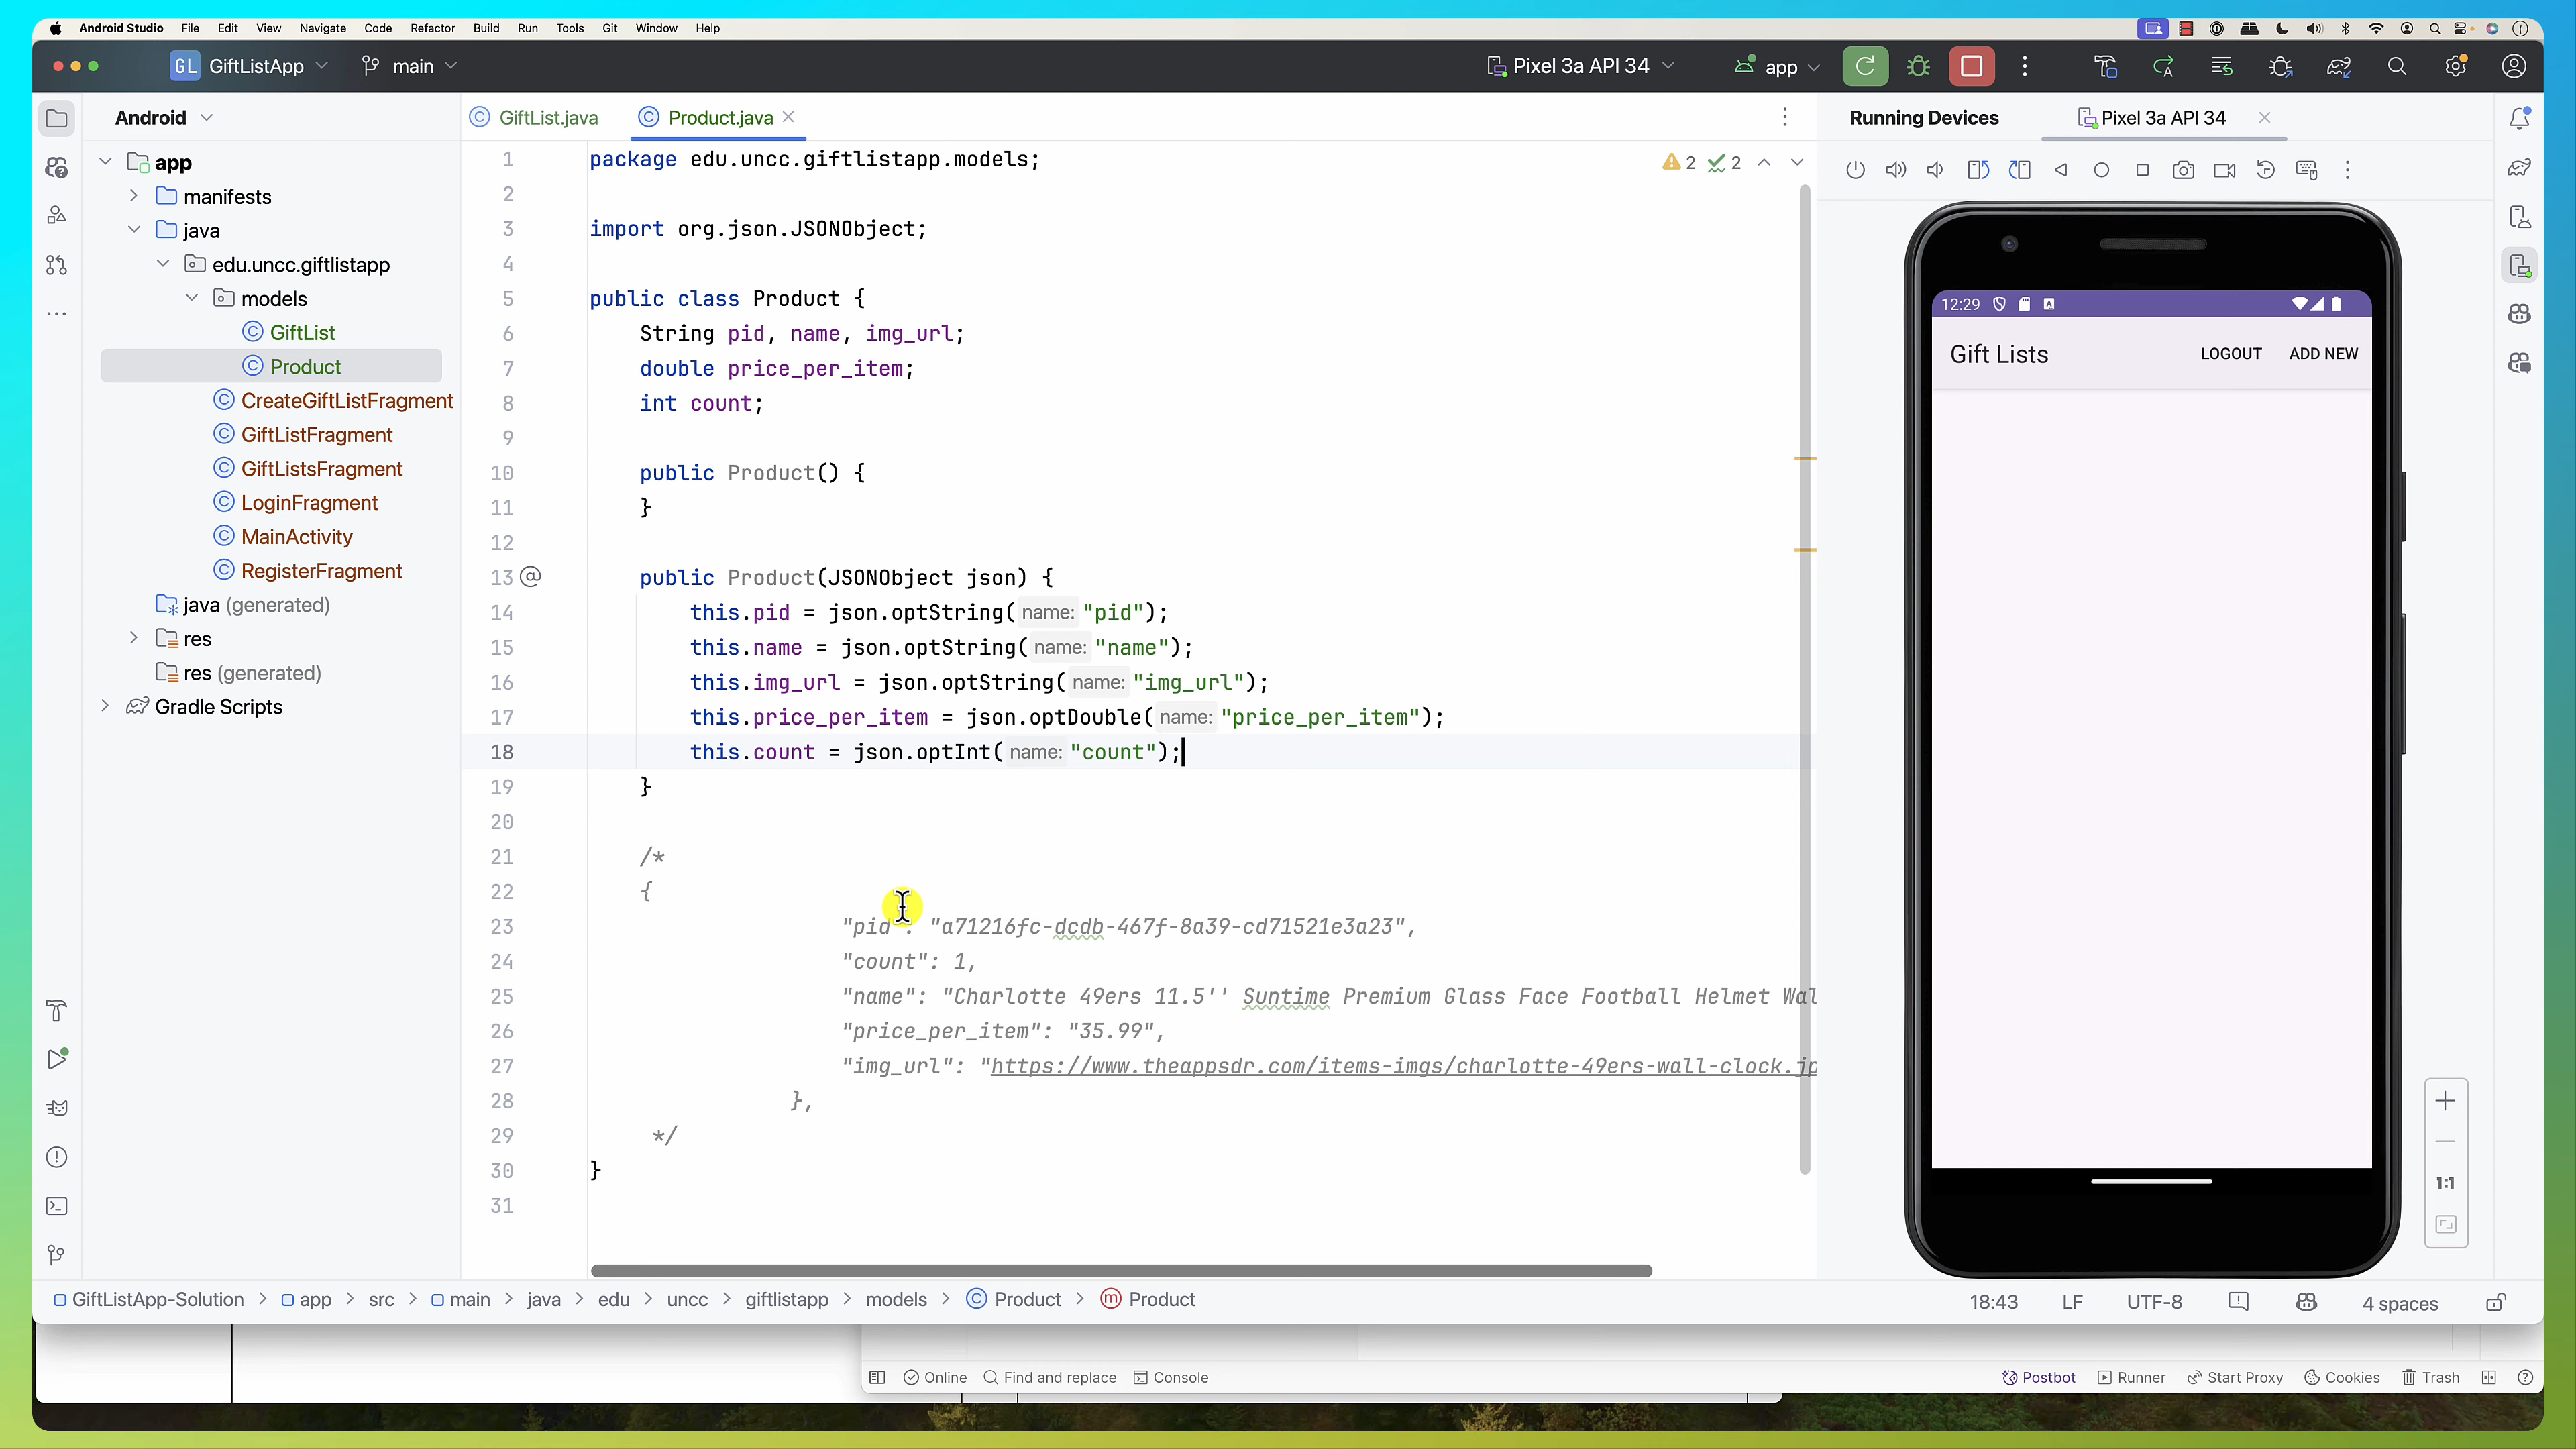 Android Studio File Edit View Navigate Code Refactor Build Run Tools Git Window Help
GL GiftListApp main Pixel 3a API 34 app
Android
app
manifests
java
edu.uncc.giftlistapp
models
GiftList
Product
CreateGiftListFragment
GiftListFragment
GiftListsFragment
LoginFragment
MainActivity
RegisterFragment
java (generated)
res
res (generated)
Gradle Scripts
GiftList.java Product.java
2 2
1 package edu.uncc.giftlistapp.models;
2
3 import org.json.JSONObject;
4
5 public class Product {
6 String pid, name, img_url;
7 double price_per_item;
8 int count;
9
10 public Product() {
11 }
12
13 public Product(JSONObject json) {
14 this.pid = json.optString( name: "pid");
15 this.name = json.optString( name: "name");
16 this.img_url = json.optString( name: "img_url");
17 this.price_per_item = json.optDouble( name: "price_per_item");
18 this.count = json.optInt( name: "count");
19 }
20
21 /*
22 {
23 "pid": "a71216fc-dcdb-467f-8a39-cd71521e3a23",
24 "count": 1,
25 "name": "Charlotte 49ers 11.5'' Suntime Premium Glass Face Football Helmet Wal
26 "price_per_item": "35.99",
27 "img_url": "https://www.theappsdr.com/items-imgs/charlotte-49ers-wall-clock.jp
28 },
29 */
30 }
31
Running Devices Pixel 3a API 34
12:29
Gift Lists LOGOUT ADD NEW
1:1
GiftListApp-Solution > app > src > main > java > edu > uncc > giftlistapp > models > Product > Product
18:43 LF UTF-8 4 spaces
Online Find and replace Console Postbot Runner Start Proxy Cookies Trash